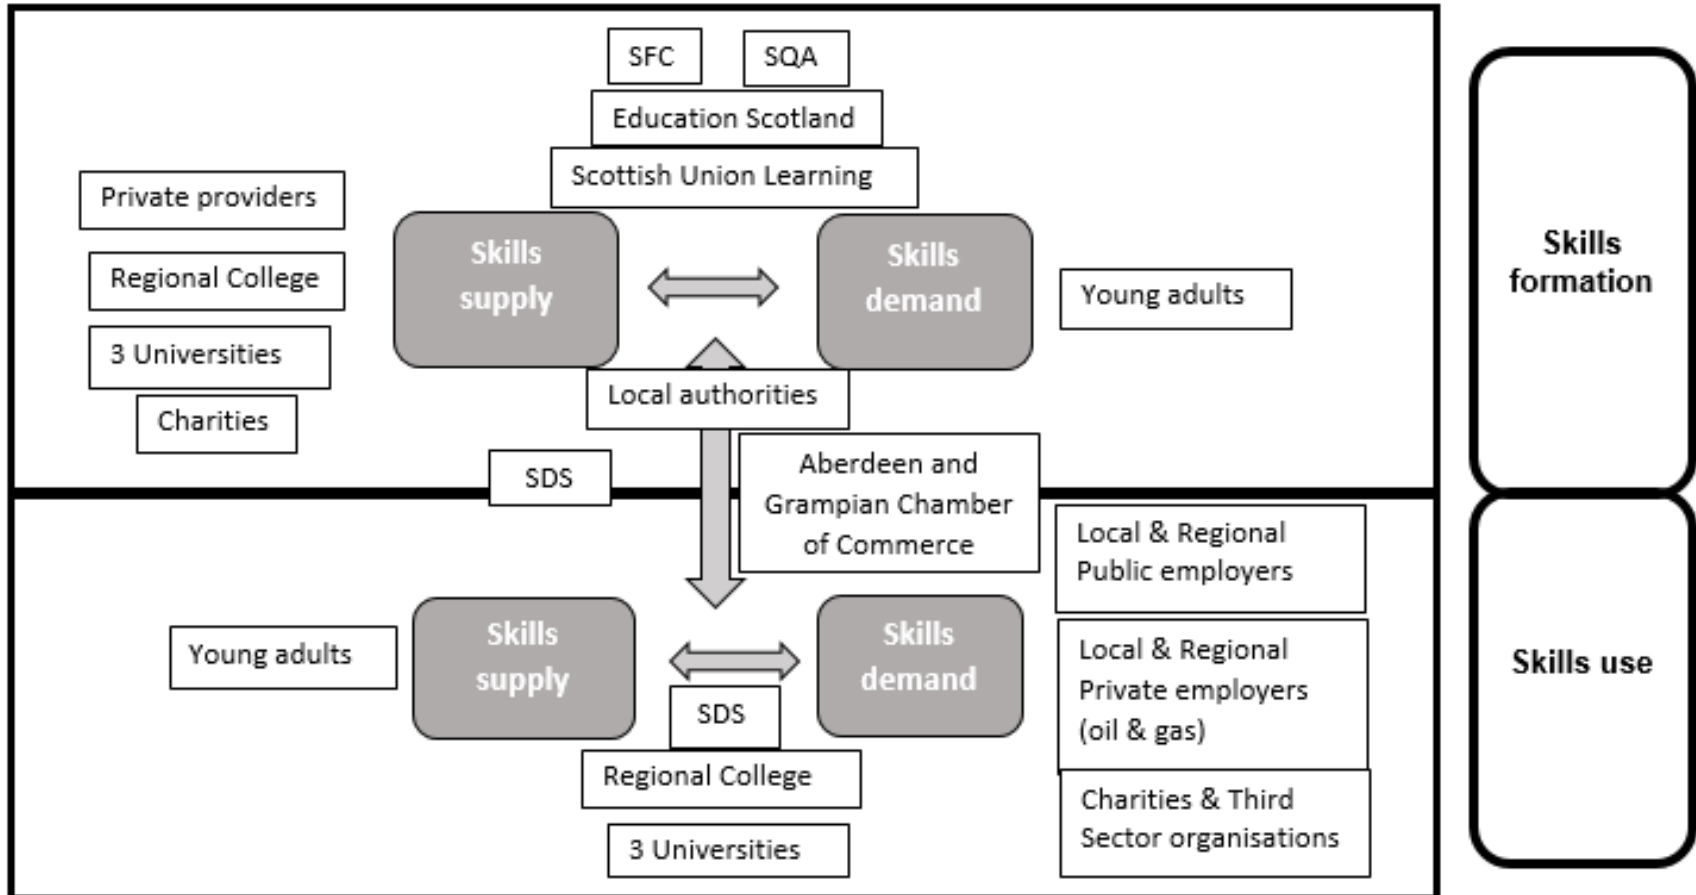 SFC
SQA
Education Scotland
Scottish Union Learning
Private providers
Regional College
3 Universities
Charities
Skills
supply
Skills
demand
Young adults
Skills
formation
Local authorities
SDS
Aberdeen and
Grampian Chamber
of Commerce
Young adults
Skills
supply
Skills
demand
SDS
Regional College
3 Universities
Local & Regional
Public employers
Local & Regional
Private employers
(oil & gas)
Charities & Third
Sector organisations
Skills use